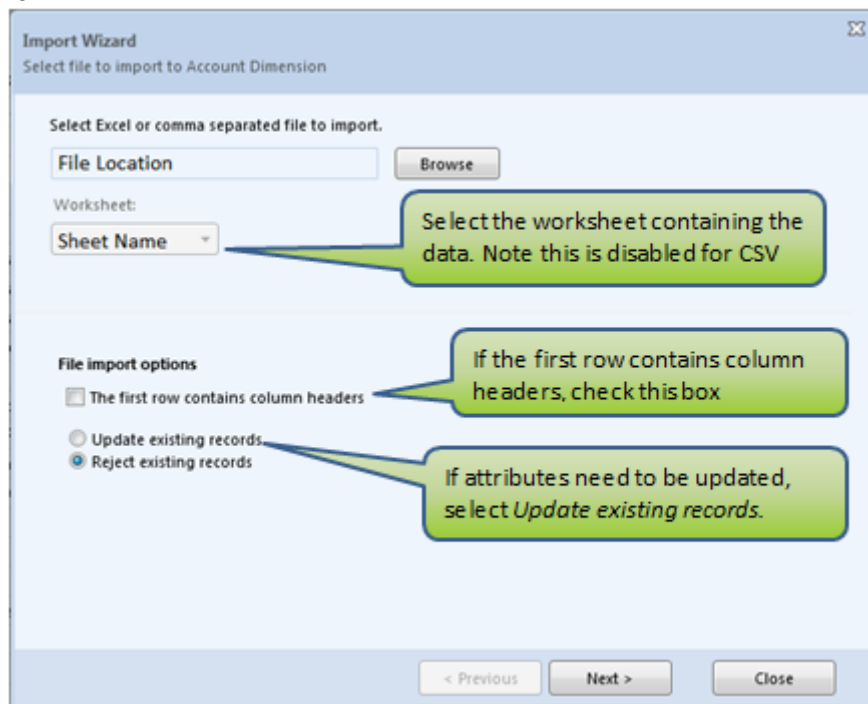 Import Wizard
Select file to import to Account Dimension
Select Excel or comma separated file to import.
File Location
Browse
Worksheet:
Sheet Name
Select the worksheet containing the
data. Note this is disabled for CSV
File import options
If the first row contains column
headers, check this box
The first row contains column headers
Update existing records
Reject existing records
If attributes need to be updated,
select Update existing records.
< Previous
Next >
Close